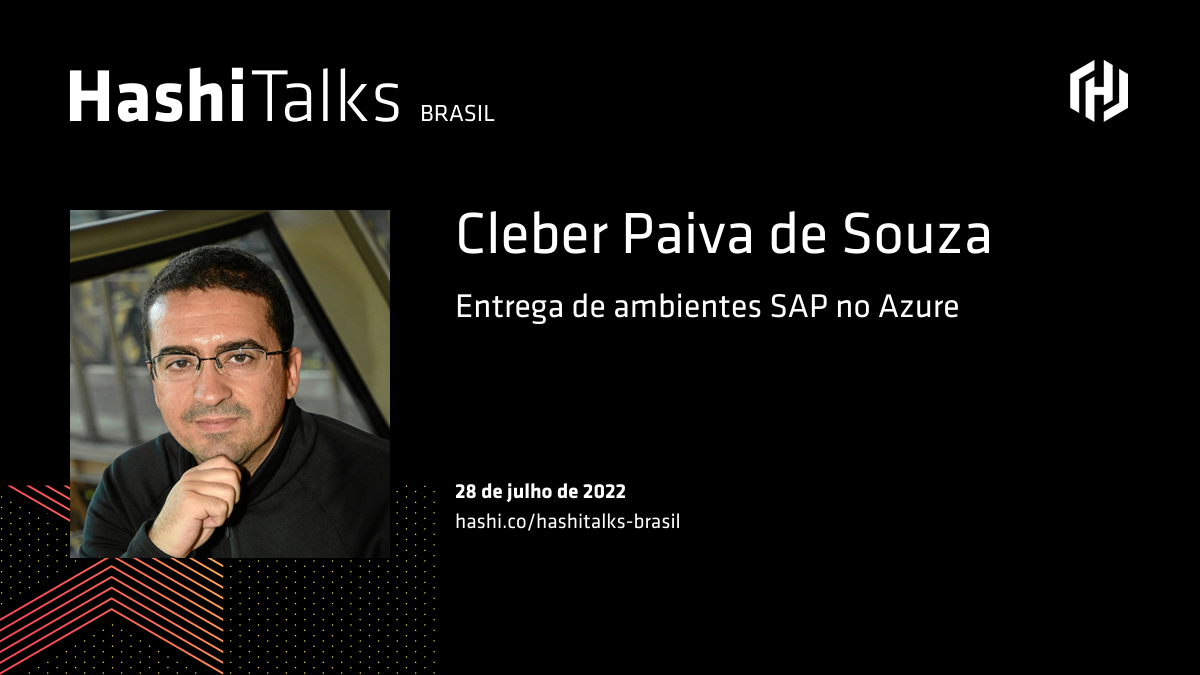 HashiTalks BRASIL
Cleber Paiva de Souza
Entrega de ambientes SAP no Azure
28 de julho de 2022
hashi.co/hashitalks-brasil